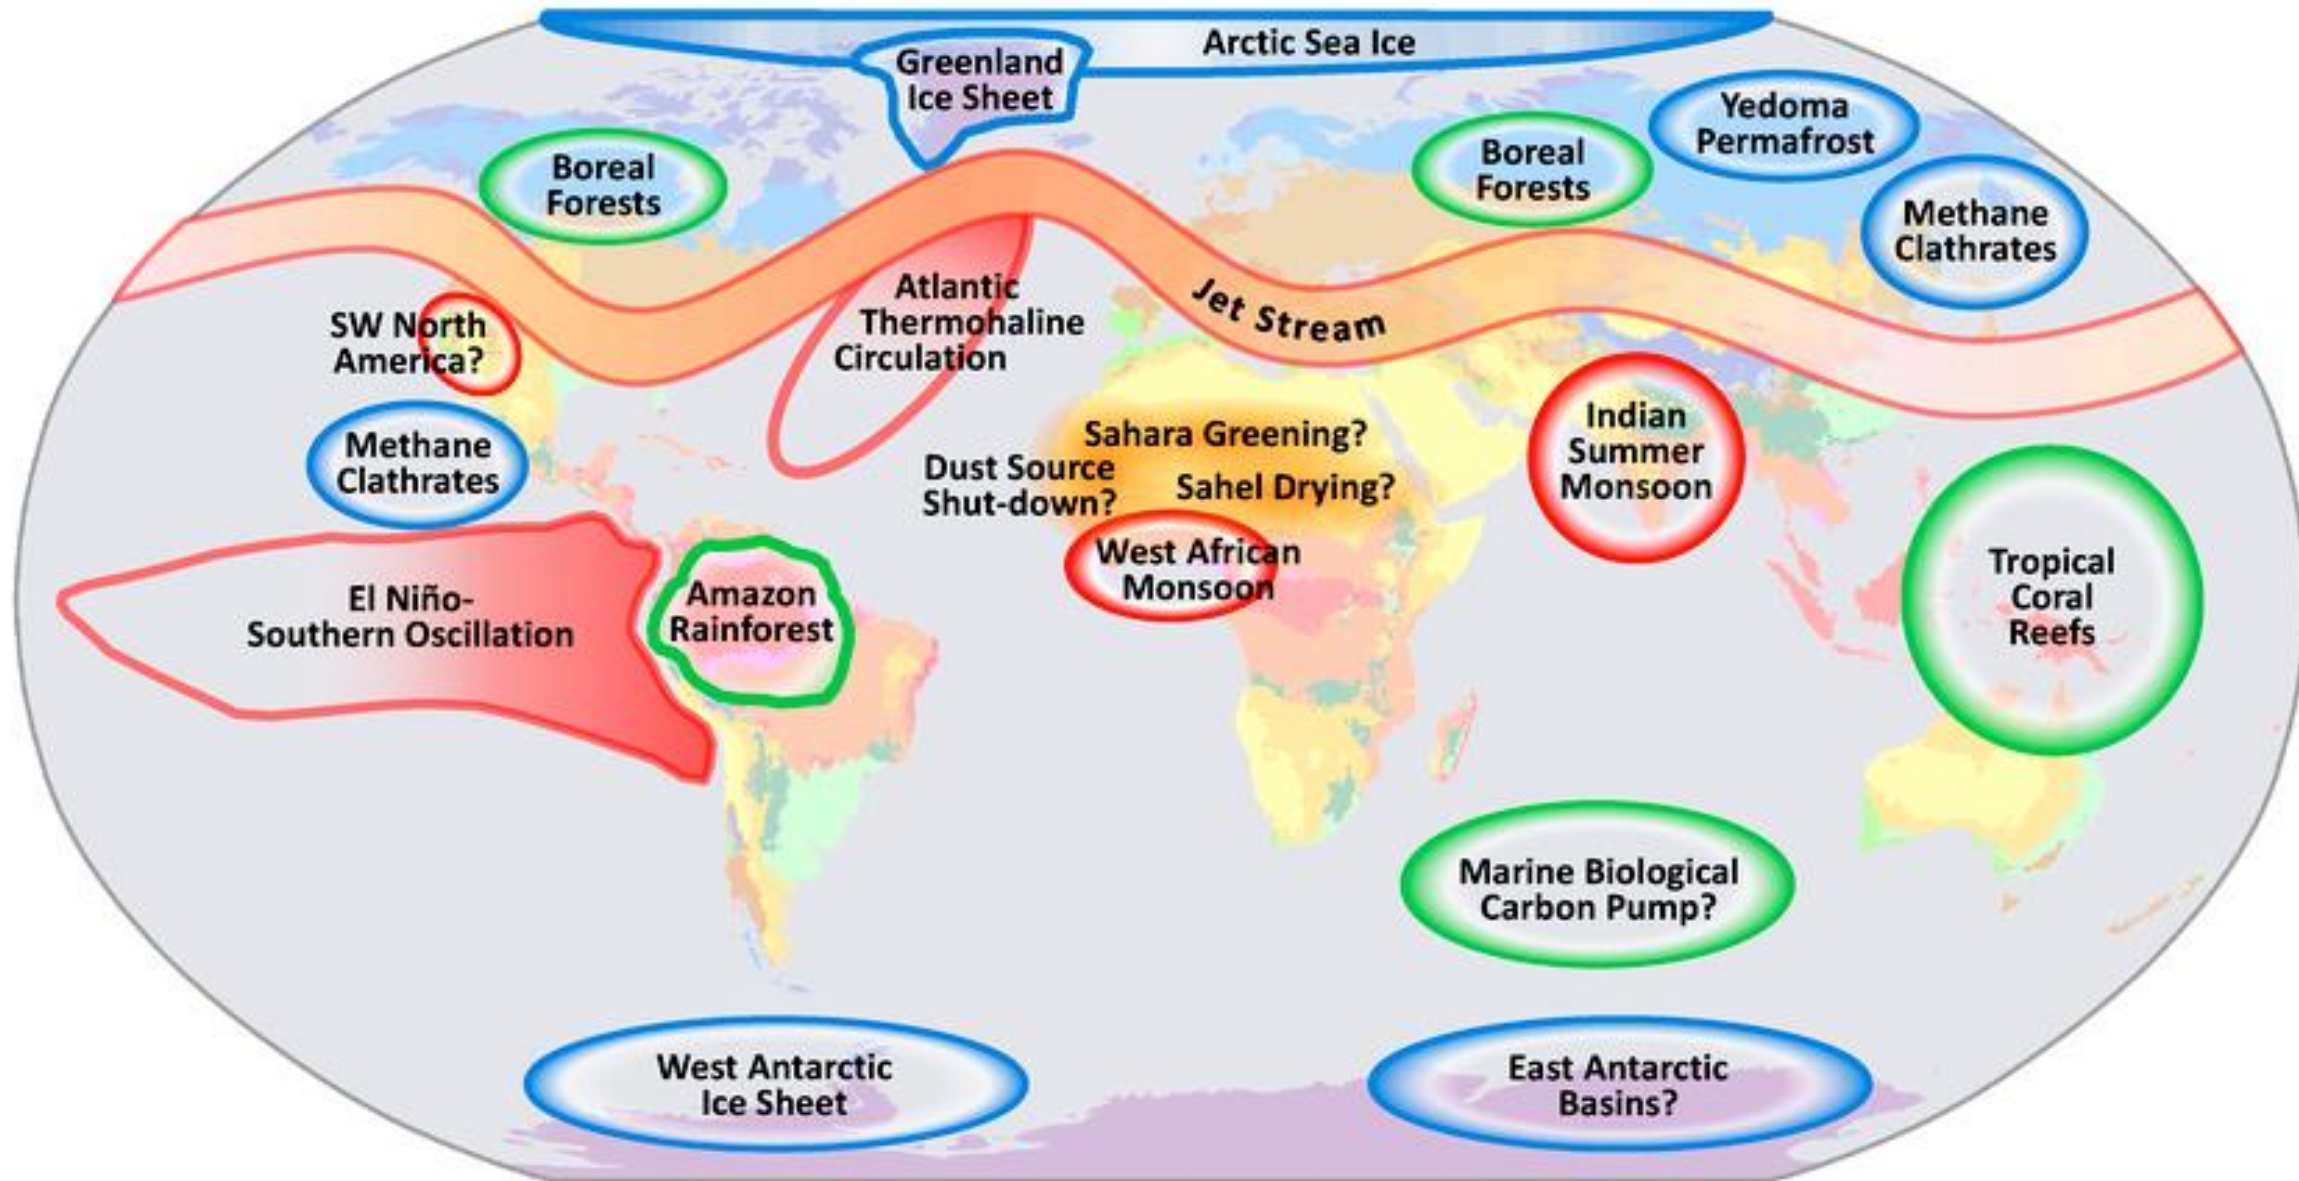 Arctic Sea Ice
Greenland
Ice Sheet
Yedoma
Permafrost
Boreal
Forests
Boreal
Forests
Methane
Clathrates
Atlantic
Thermohaline
Circulation
Jet Stream
SW North
America?
Methane
Clathrates
Sahara Greening?
Dust Source
Shut-down?
Sahel Drying?
Indian
Summer
Monsoon
West African
Monsoon
Tropical
Coral
Reefs
El Niño-
Southern Oscillation
Amazon
Rainforest
Marine Biological
Carbon Pump?
West Antarctic
Ice Sheet
East Antarctic
Basins?